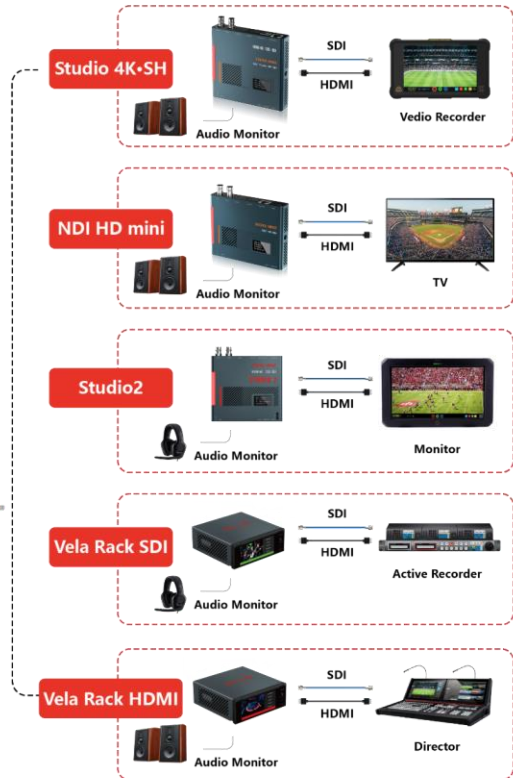 Studio 4K•SH
SDI
HDMI
Audio Monitor
Vedio Recorder
NDI HD mini
SDI
HDMI
Audio Monitor
TV
Studio2
SDI
HDMI
Audio Monitor
Monitor
Vela Rack SDI
SDI
HDMI
Audio Monitor
Active Recorder
Vela Rack HDMI
SDI
HDMI
Audio Monitor
Director